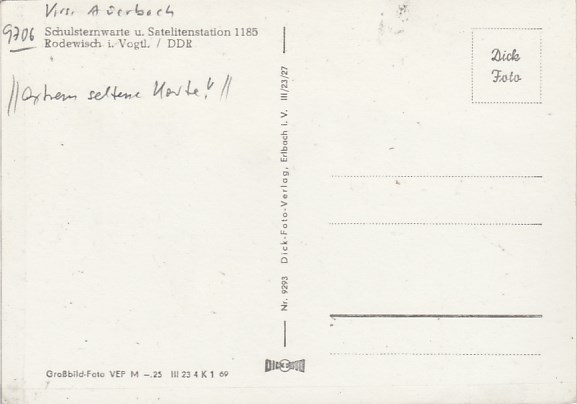 Krs. Auerbach
9706
Schulsternwarte u. Satelitenstation 1185
Rodewisch i. Vogtl. / DDR
//Extrem seltene Karte!//
Dick
Foto
Nr. 9293 Dick-Foto-Verlag, Erlbach i. V. III/23/27
Großbild-Foto VEP M –.25 III 23 4 K 1 69